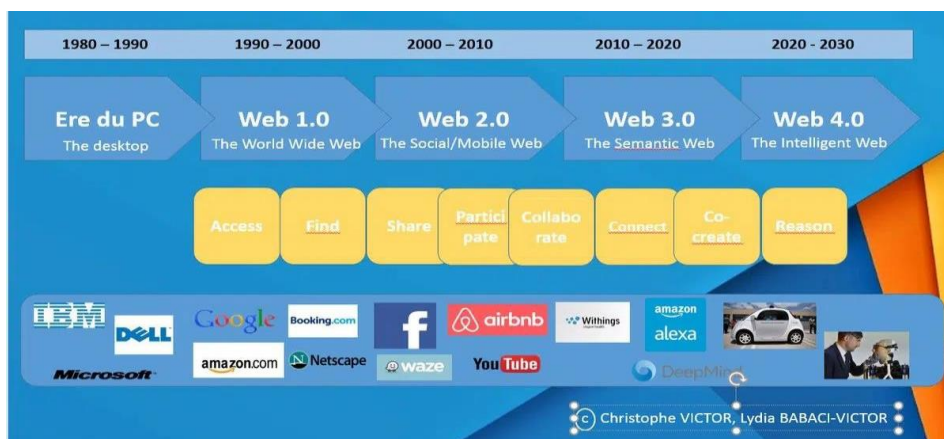 1980 – 1990 1990 – 2000 2000 – 2010 2010 – 2020 2020 - 2030
Ere du PC Web 1.0 Web 2.0 Web 3.0 Web 4.0
The desktop The World Wide Web The Social/Mobile Web The Semantic Web The Intelligent Web
Access Find Share Partici Collabo Connect Co- Reason
pate rate create
IBM Google Booking.com f airbnb Withings amazon
DELL alexa
Microsoft amazon.com Netscape waze YouTube DeepMind
c Christophe VICTOR, Lydia BABACI-VICTOR